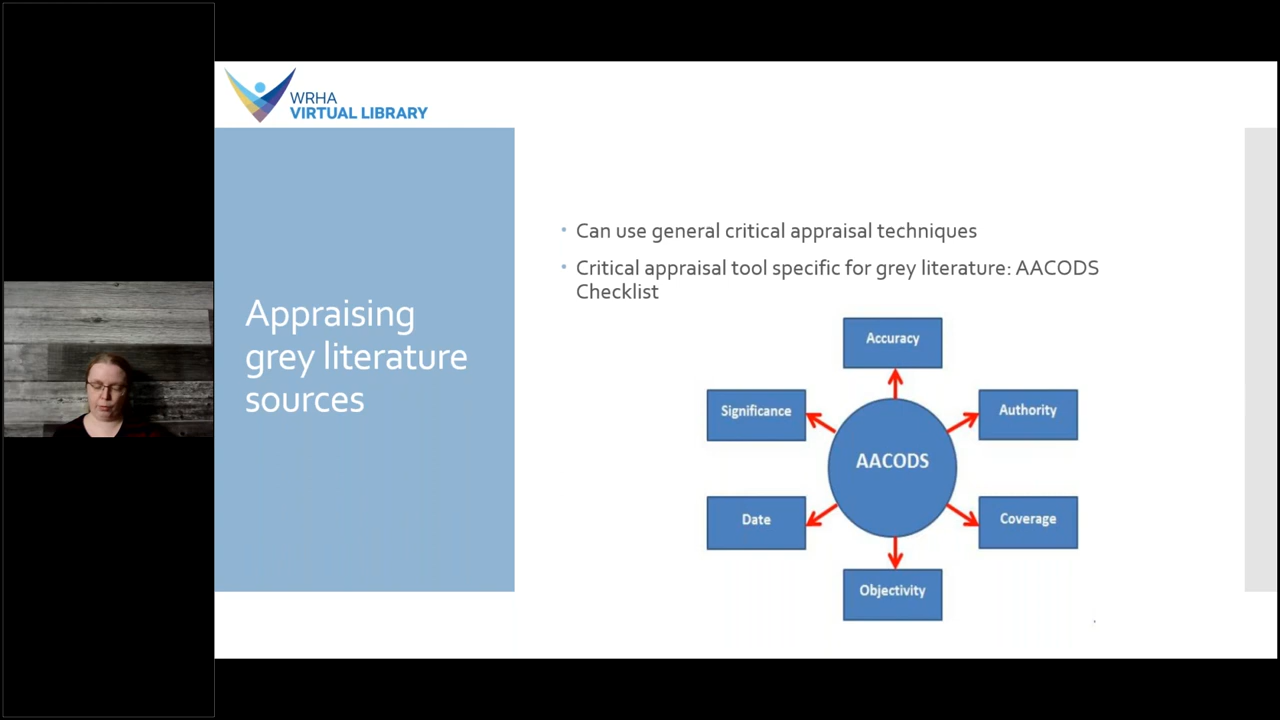 WRHA
VIRTUAL LIBRARY
Appraising
grey literature
sources
Can use general critical appraisal techniques
Critical appraisal tool specific for grey literature: AACODS
Checklist
Accuracy
Significance
Authority
AACODS
Date
Coverage
Objectivity